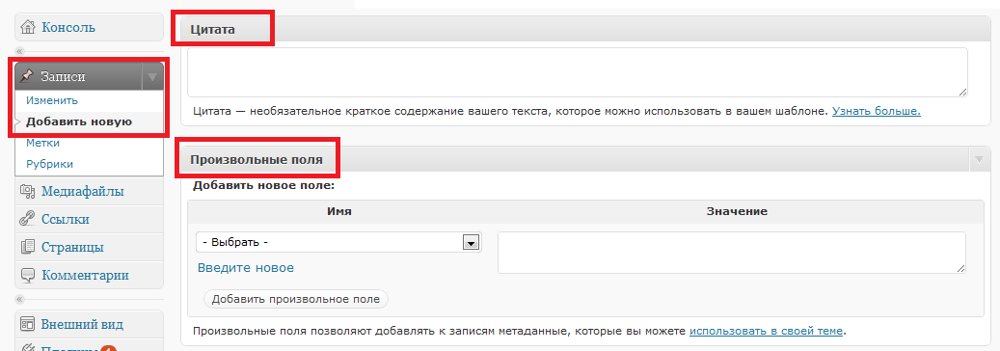 Консоль
Записи
Изменить
Добавить новую
Метки
Рубрики
Медиафайлы
Ссылки
Страницы
Комментарии
Внешний вид
Цитата
Цитата — необязательное краткое содержание вашего текста, которое можно использовать в вашем шаблоне. Узнать больше.
Произвольные поля
Добавить новое поле:
Имя Значение
- Выбрать -
Введите новое
Добавить произвольное поле
Произвольные поля позволяют добавлять к записям метаданные, которые вы можете использовать в своей теме.